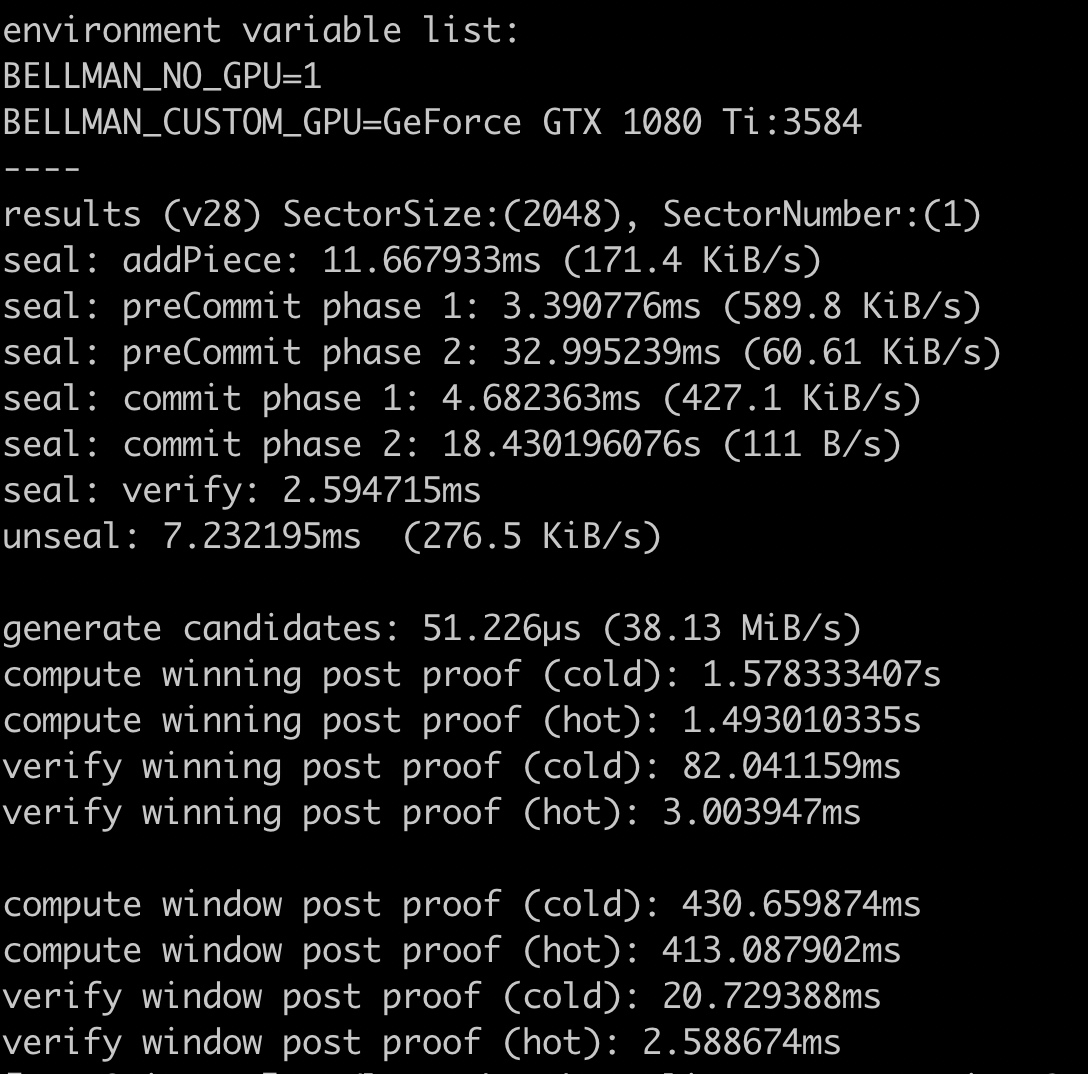 environment variable list:
BELLMAN_NO_GPU=1
BELLMAN_CUSTOM_GPU=GeForce GTX 1080 Ti:3584
----
results (v28) SectorSize:(2048), SectorNumber:(1)
seal: addPiece: 11.667933ms (171.4 KiB/s)
seal: preCommit phase 1: 3.390776ms (589.8 KiB/s)
seal: preCommit phase 2: 32.995239ms (60.61 KiB/s)
seal: commit phase 1: 4.682363ms (427.1 KiB/s)
seal: commit phase 2: 18.430196076s (111 B/s)
seal: verify: 2.594715ms
unseal: 7.232195ms  (276.5 KiB/s)

generate candidates: 51.226µs (38.13 MiB/s)
compute winning post proof (cold): 1.578333407s
compute winning post proof (hot): 1.493010335s
verify winning post proof (cold): 82.041159ms
verify winning post proof (hot): 3.003947ms

compute window post proof (cold): 430.659874ms
compute window post proof (hot): 413.087902ms
verify window post proof (cold): 20.729388ms
verify window post proof (hot): 2.588674ms